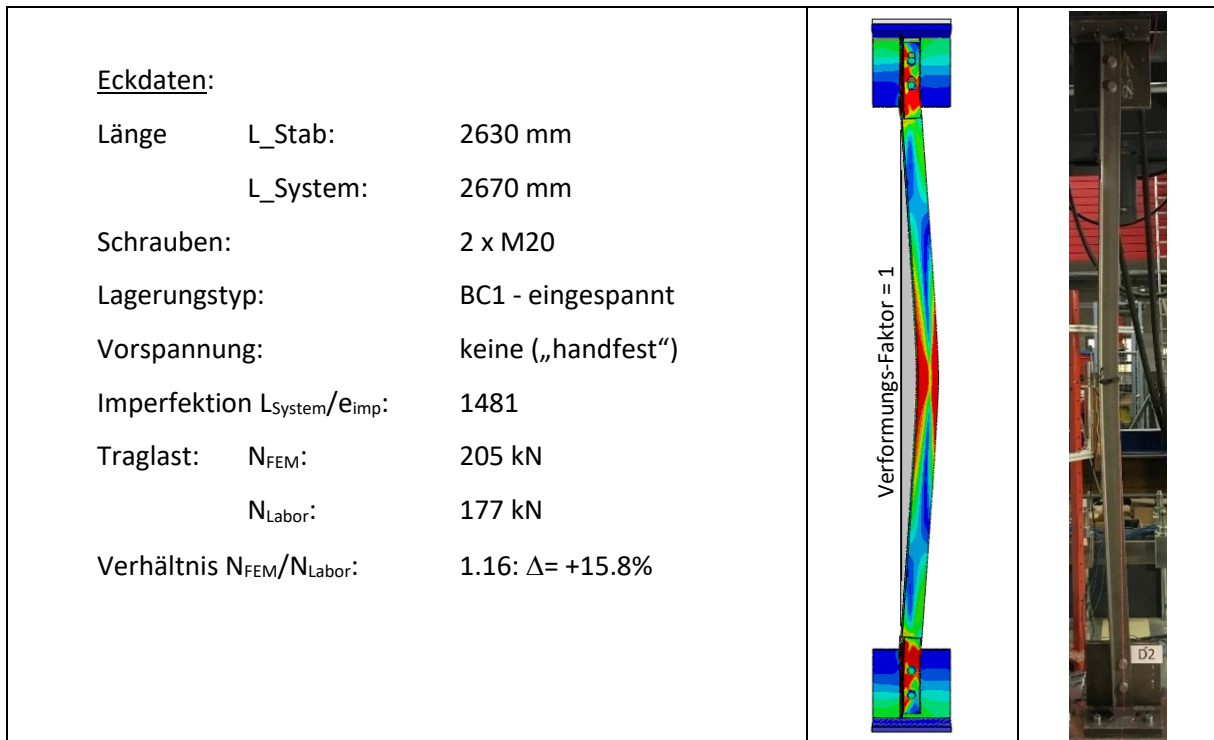 Eckdaten:
Länge L_Stab: 2630 mm
L_System: 2670 mm
Schrauben: 2 x M20
Lagerungstyp: BC1 - eingespannt
Vorspannung: keine („handfest“)
Imperfektion LSystem/eimp: 1481
Traglast: NFEM: 205 kN
NLabor: 177 kN
Verhältnis NFEM/NLabor: 1.16: Δ= +15.8%
Verformungs-Faktor = 1
D2